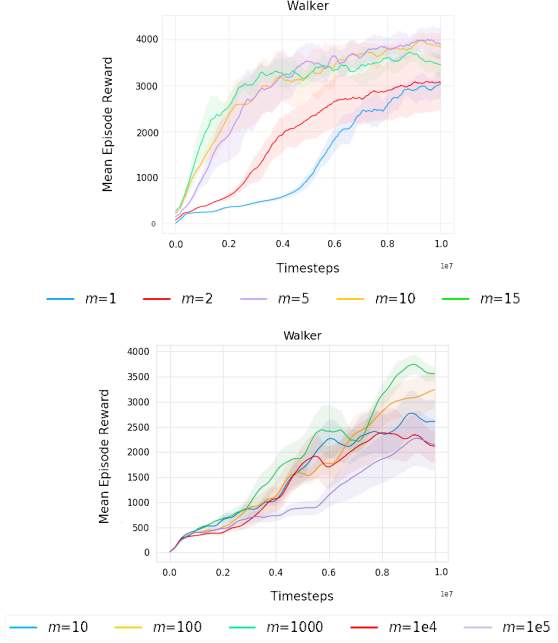 Walker
Mean Episode Reward
4000
3000
2000
1000
0
0.0 0.2 0.4 0.6 0.8 1.0
1e7
Timesteps
m=1 m=2 m=5 m=10 m=15
Walker
Mean Episode Reward
4000
3500
3000
2500
2000
1500
1000
500
0
0.0 0.2 0.4 0.6 0.8 1.0
1e7
Timesteps
m=10 m=100 m=1000 m=1e4 m=1e5